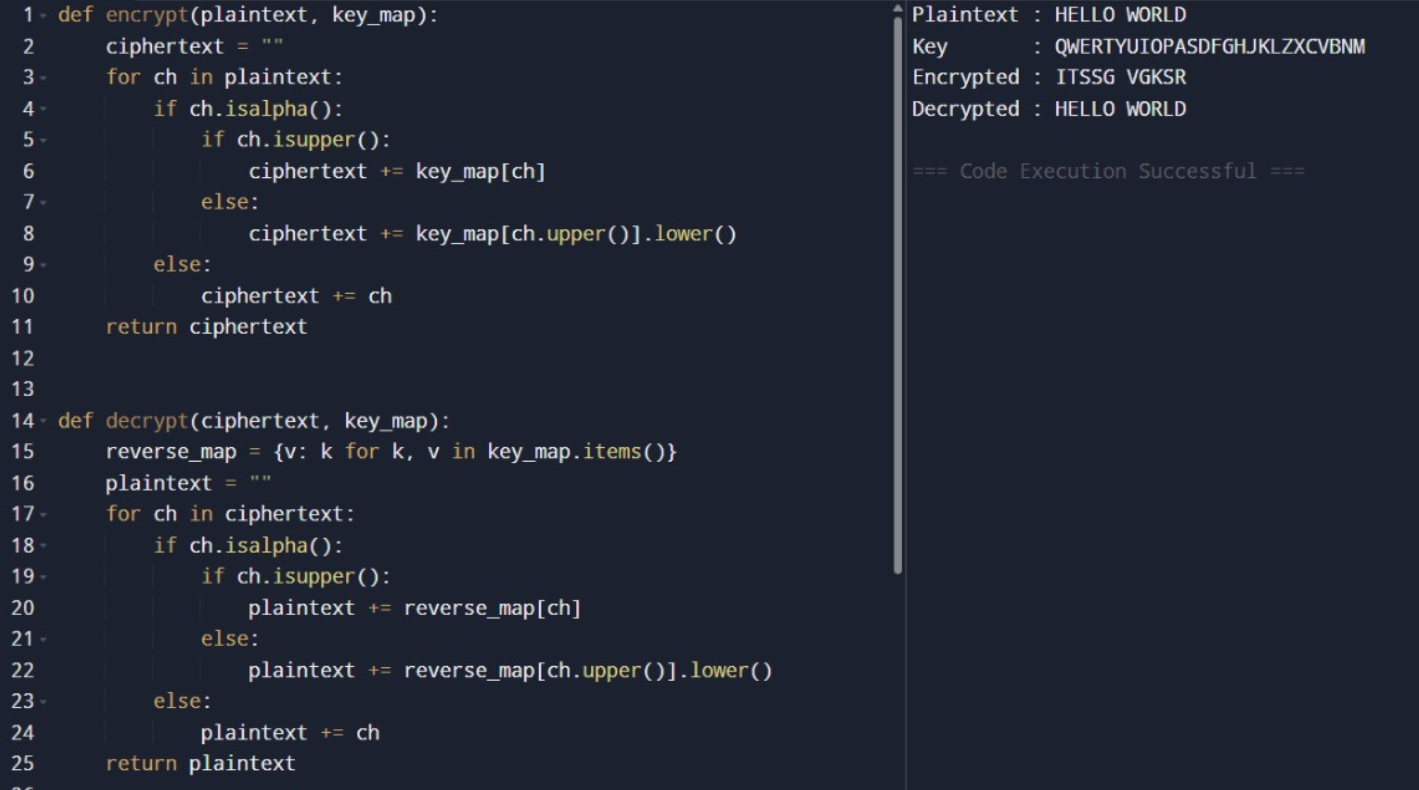 1 def encrypt(plaintext, key_map):
2     ciphertext = ""
3     for ch in plaintext:
4         if ch.isalpha():
5             if ch.isupper():
6                 ciphertext += key_map[ch]
7             else:
8                 ciphertext += key_map[ch.upper()].lower()
9         else:
10             ciphertext += ch
11     return ciphertext
12
13
14 def decrypt(ciphertext, key_map):
15     reverse_map = {v: k for k, v in key_map.items()}
16     plaintext = ""
17     for ch in ciphertext:
18         if ch.isalpha():
19             if ch.isupper():
20                 plaintext += reverse_map[ch]
21             else:
22                 plaintext += reverse_map[ch.upper()].lower()
23         else:
24             plaintext += ch
25     return plaintext
Plaintext : HELLO WORLD
Key       : QWERTYUIOPASDFGHJKLZXCVBNM
Encrypted : ITSSG VGKSR
Decrypted : HELLO WORLD

=== Code Execution Successful ===